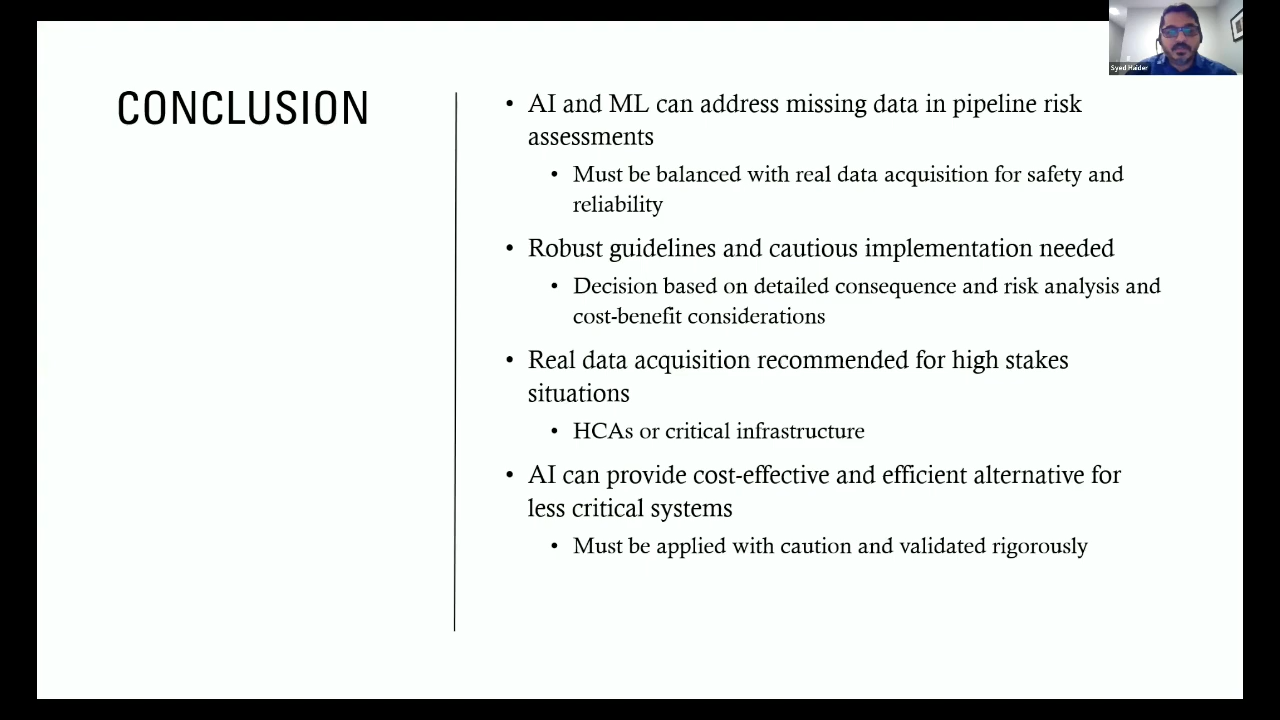 Syed Haider
CONCLUSION
• AI and ML can address missing data in pipeline risk
assessments
• Must be balanced with real data acquisition for safety and
reliability
• Robust guidelines and cautious implementation needed
• Decision based on detailed consequence and risk analysis and
cost-benefit considerations
• Real data acquisition recommended for high stakes
situations
• HCAs or critical infrastructure
• AI can provide cost-effective and efficient alternative for
less critical systems
• Must be applied with caution and validated rigorously